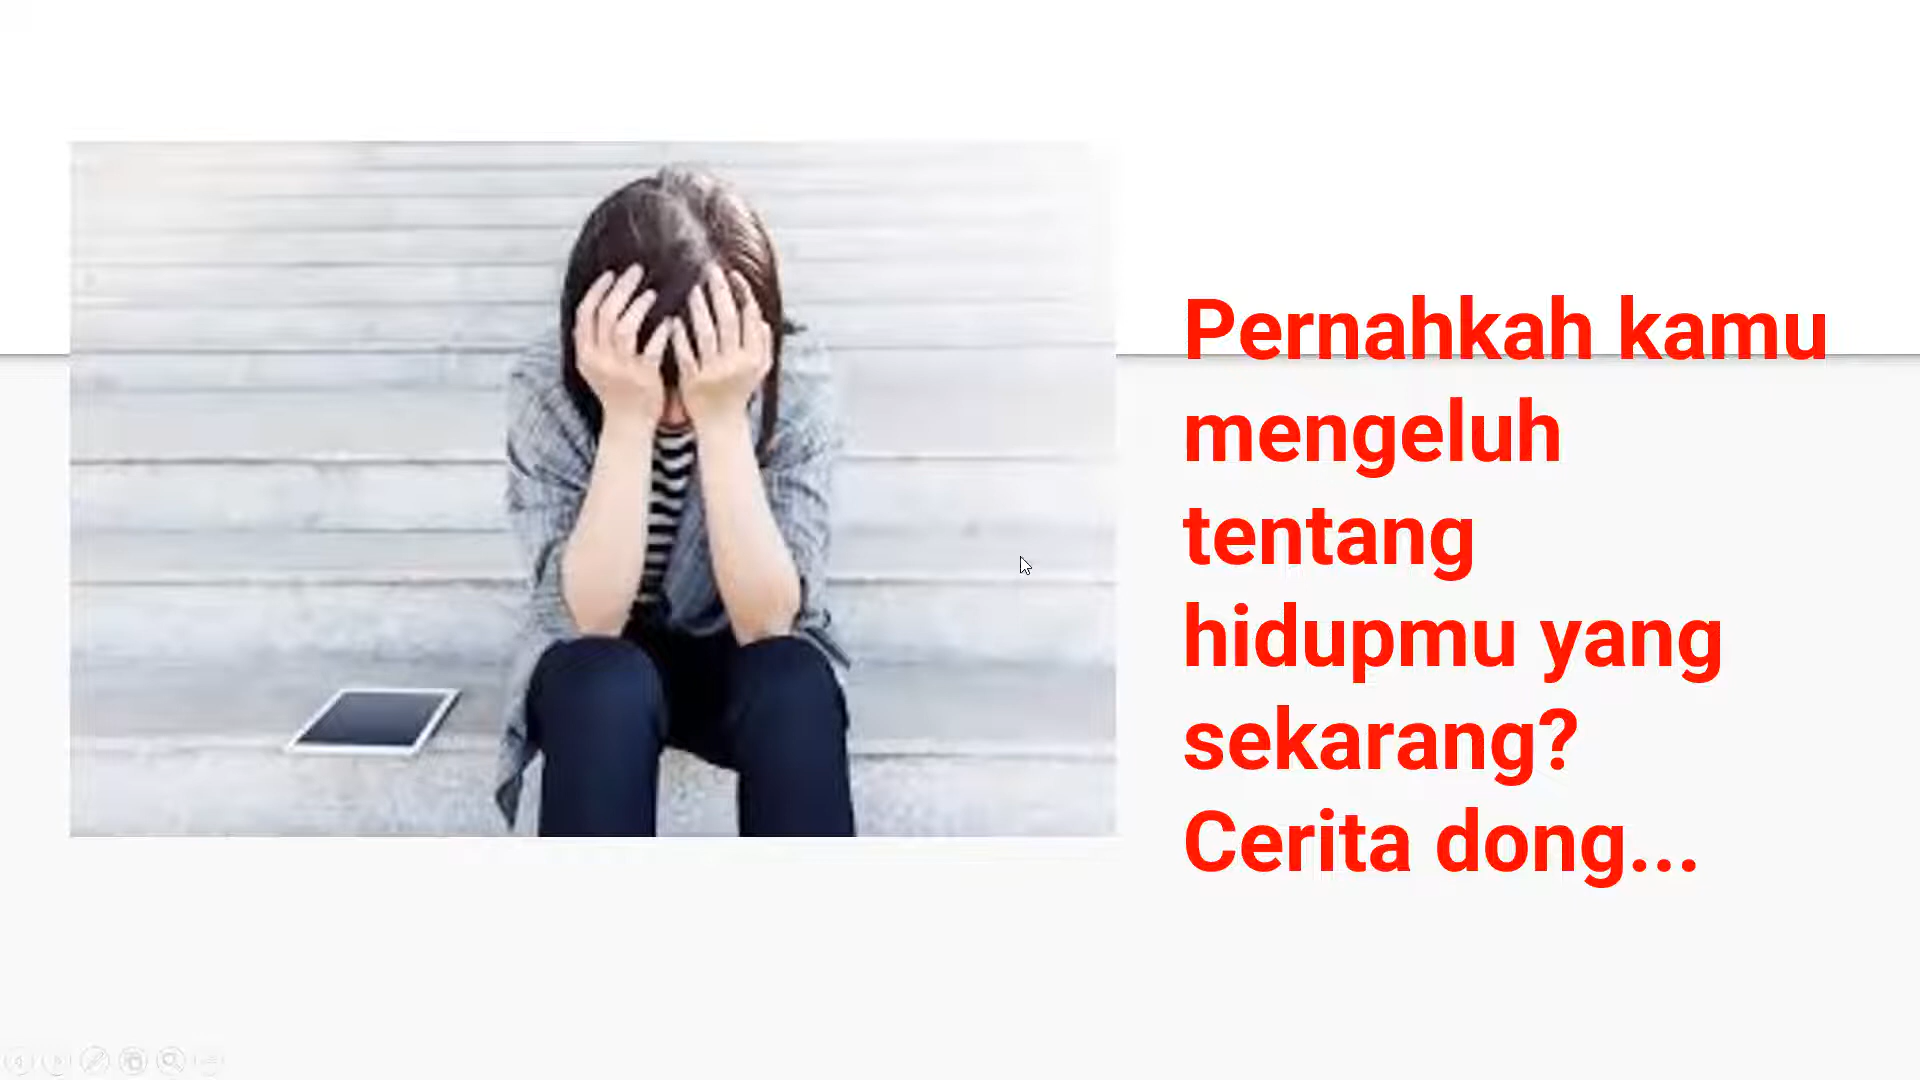 Pernahkah kamu
mengeluh
tentang
hidupmu yang
sekarang?
Cerita dong...